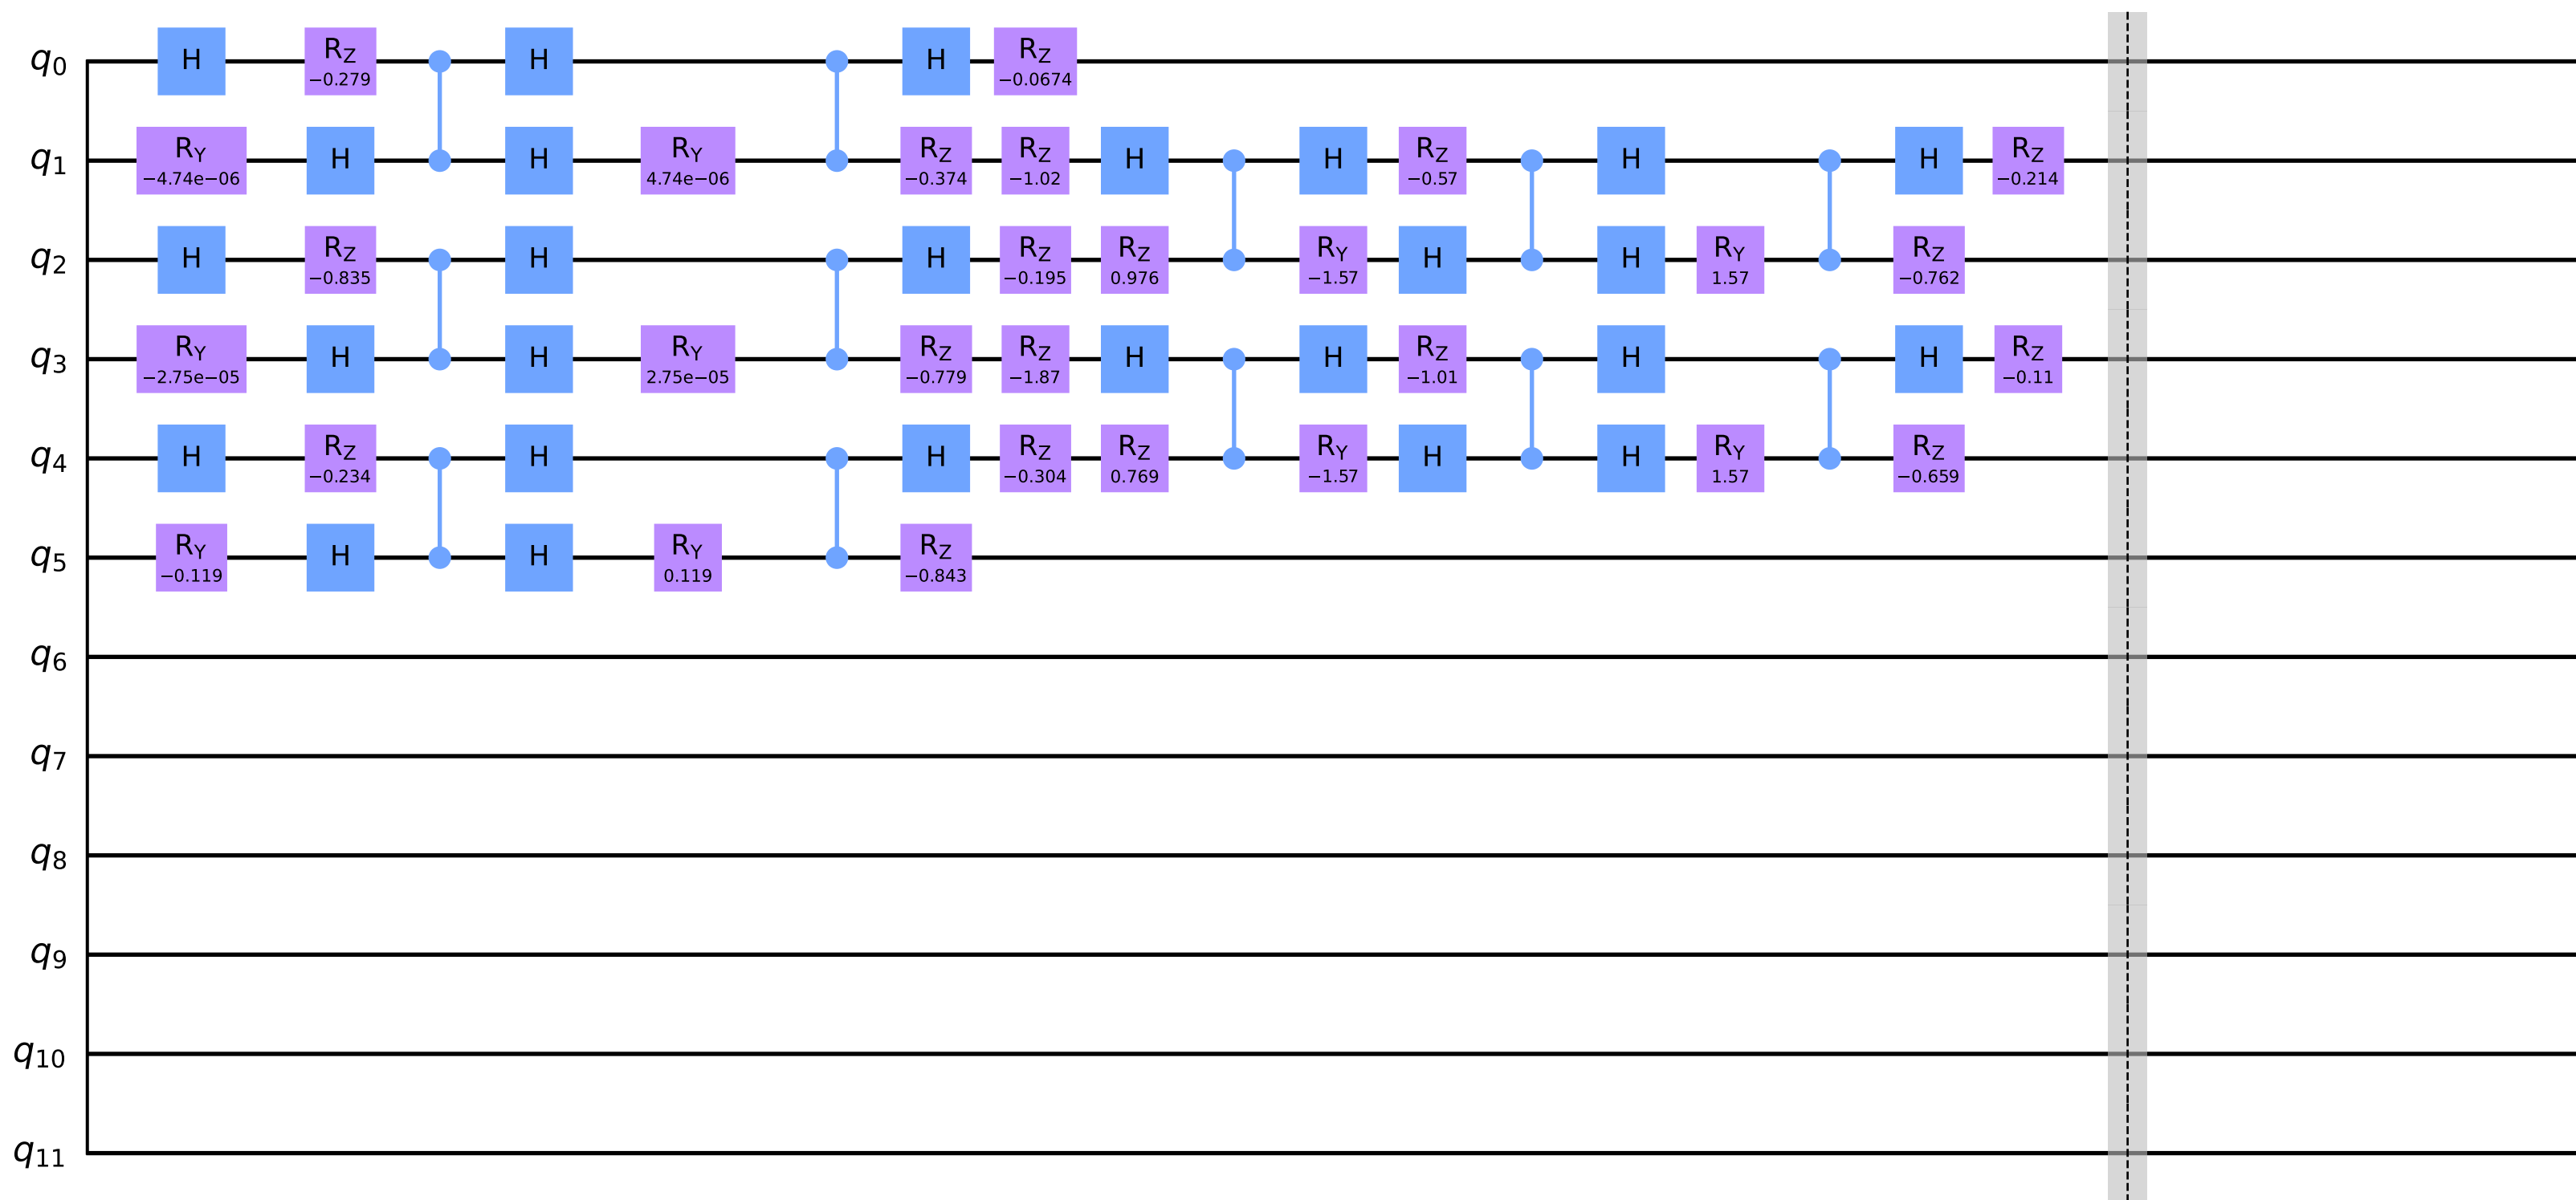 q0 H RZ −0.279 H H RZ −0.0674
q1 RY −4.74e−06 H H RY 4.74e−06 RZ −0.374 RZ −1.02 H H RZ −0.57 H H RZ −0.214
q2 H RZ −0.835 H H RZ −0.195 RZ 0.976 RY −1.57 H H RY 1.57 RZ −0.762
q3 RY −2.75e−05 H H RY 2.75e−05 RZ −0.779 RZ −1.87 H H RZ −1.01 H H RZ −0.11
q4 H RZ −0.234 H H RZ −0.304 RZ 0.769 RY −1.57 H H RY 1.57 RZ −0.659
q5 RY −0.119 H H RY 0.119 RZ −0.843
q6
q7
q8
q9
q10
q11